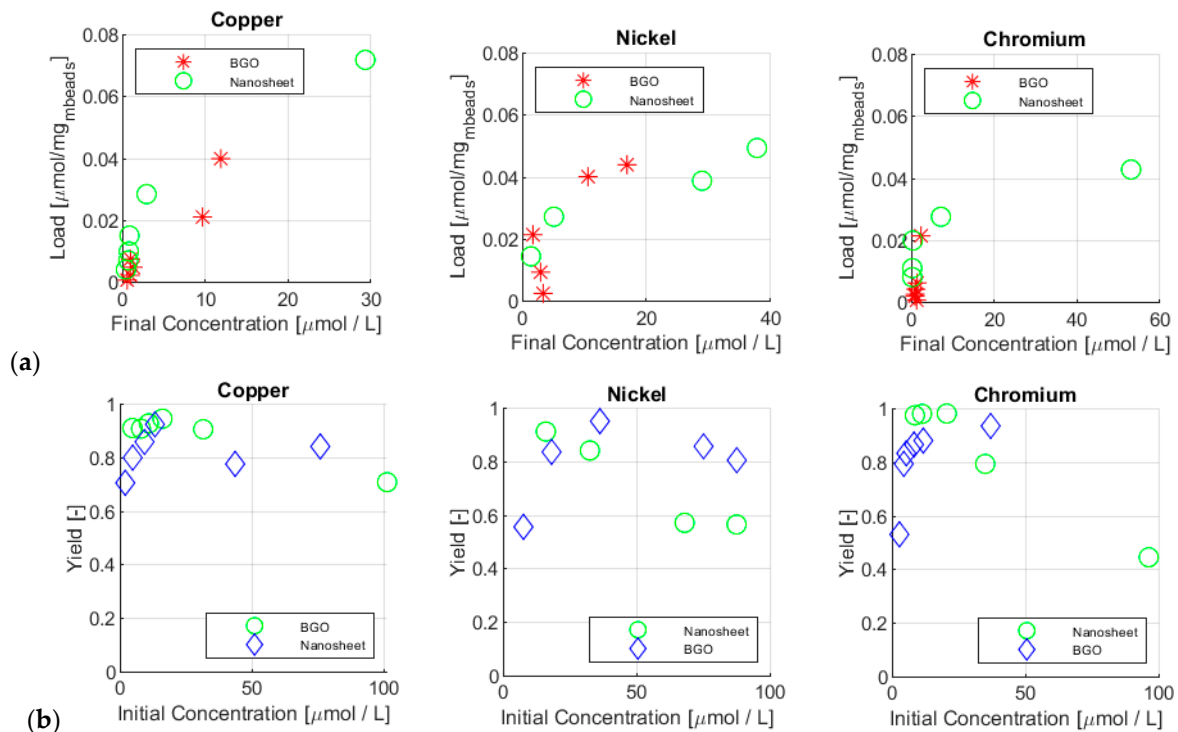 (a)
Copper
BGO
Nanosheet
0.08
0.06
0.04
0.02
0
Load [μmol/mg_mbeads]
0 10 20 30
Final Concentration [μmol / L]
Nickel
BGO
Nanosheet
0.08
0.06
0.04
0.02
0
Load [μmol/mg_mbeads]
0 20 40
Final Concentration [μmol / L]
Chromium
BGO
Nanosheet
0.08
0.06
0.04
0.02
0
Load [μmol/mg_mbeads]
0 20 40 60
Final Concentration [μmol / L]
(b)
Copper
1
0.8
0.6
0.4
0.2
0
Yield [-]
BGO
Nanosheet
0 50 100
Initial Concentration [μmol / L]
Nickel
1
0.8
0.6
0.4
0.2
0
Yield [-]
Nanosheet
BGO
0 50 100
Initial Concentration [μmol / L]
Chromium
1
0.8
0.6
0.4
0.2
0
Yield [-]
Nanosheet
BGO
0 50 100
Initial Concentration [μmol / L]